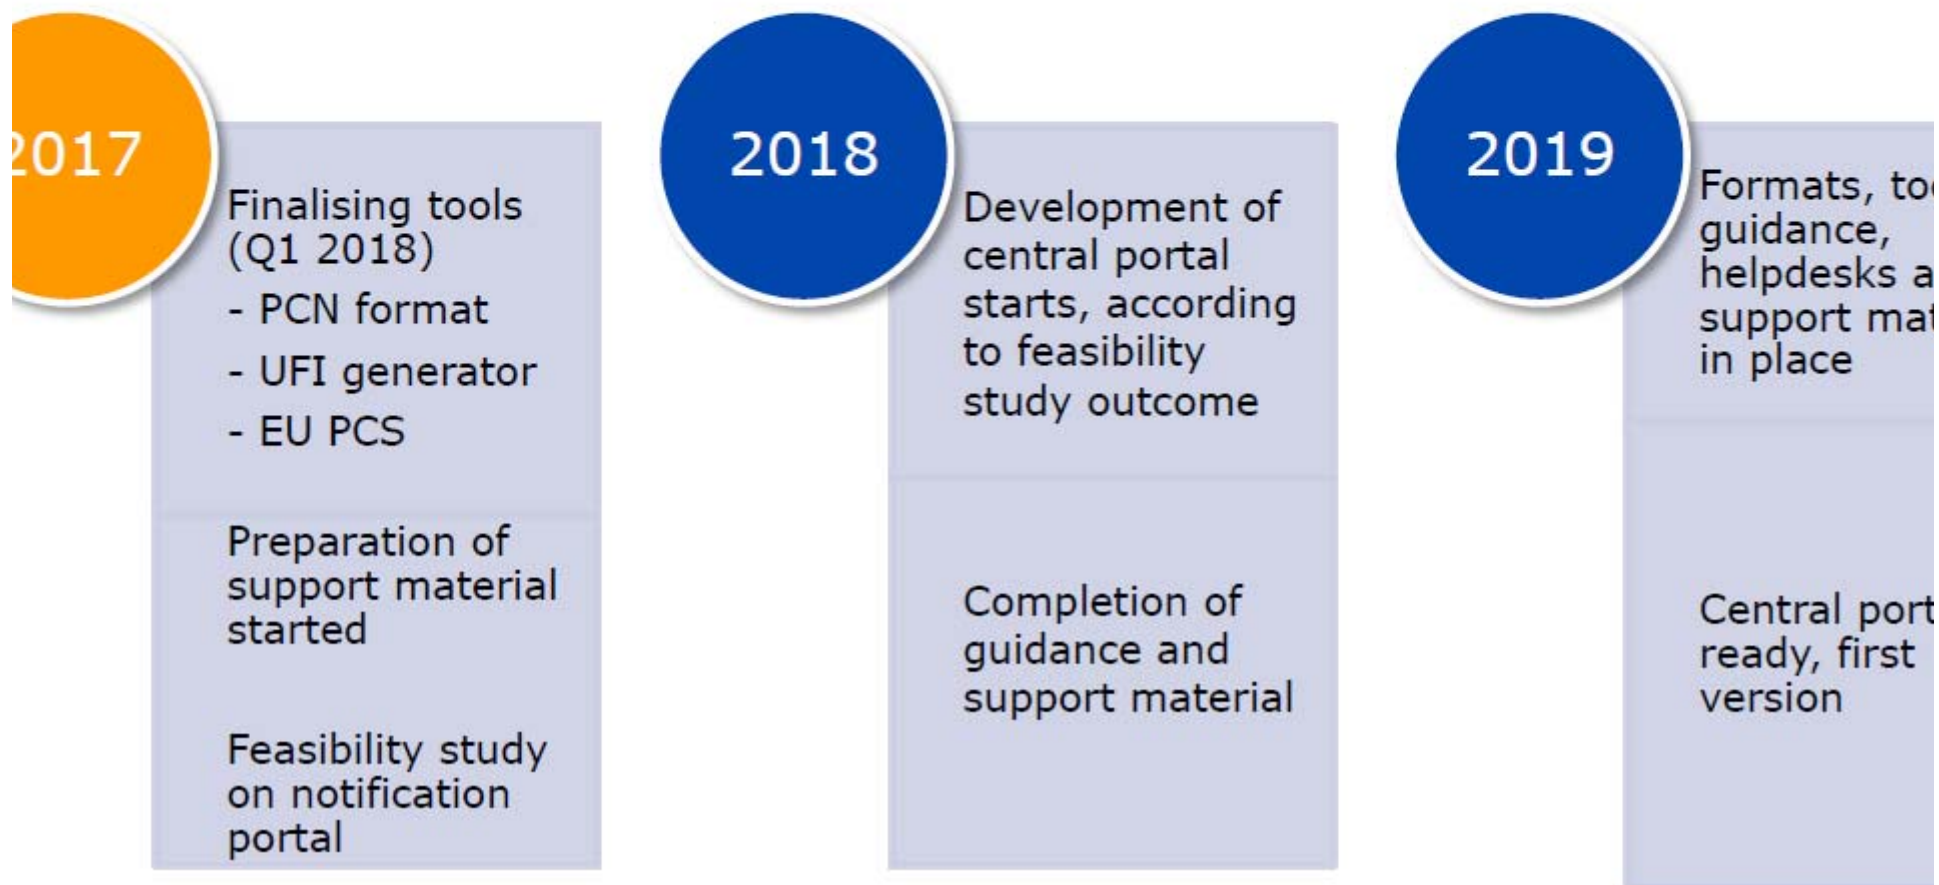 2017
Finalising tools
(Q1 2018)
- PCN format
- UFI generator
- EU PCS
Preparation of
support material
started
Feasibility study
on notification
portal
2018
Development of
central portal
starts, according
to feasibility
study outcome
Completion of
guidance and
support material
2019
Formats,
guidance,
helpdesks
support
in place
Central
ready, first
version